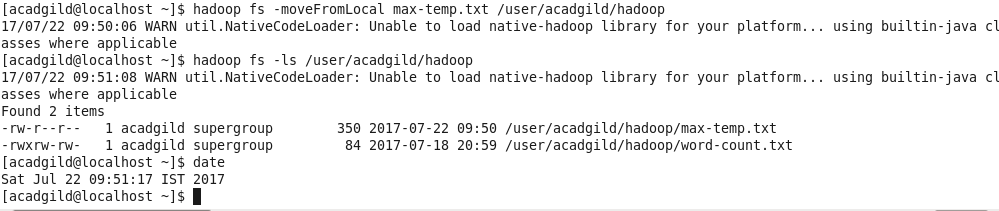 [acadgild@localhost ~]$ hadoop fs -moveFromLocal max-temp.txt /user/acadgild/hadoop
17/07/22 09:50:06 WARN util.NativeCodeLoader: Unable to load native-hadoop library for your platform... using builtin-java cl
asses where applicable
[acadgild@localhost ~]$ hadoop fs -ls /user/acadgild/hadoop
17/07/22 09:51:08 WARN util.NativeCodeLoader: Unable to load native-hadoop library for your platform... using builtin-java cl
asses where applicable
Found 2 items
-rw-r--r--   1 acadgild supergroup        350 2017-07-22 09:50 /user/acadgild/hadoop/max-temp.txt
-rwxrw-rw-   1 acadgild supergroup         84 2017-07-18 20:59 /user/acadgild/hadoop/word-count.txt
[acadgild@localhost ~]$ date
Sat Jul 22 09:51:17 IST 2017
[acadgild@localhost ~]$